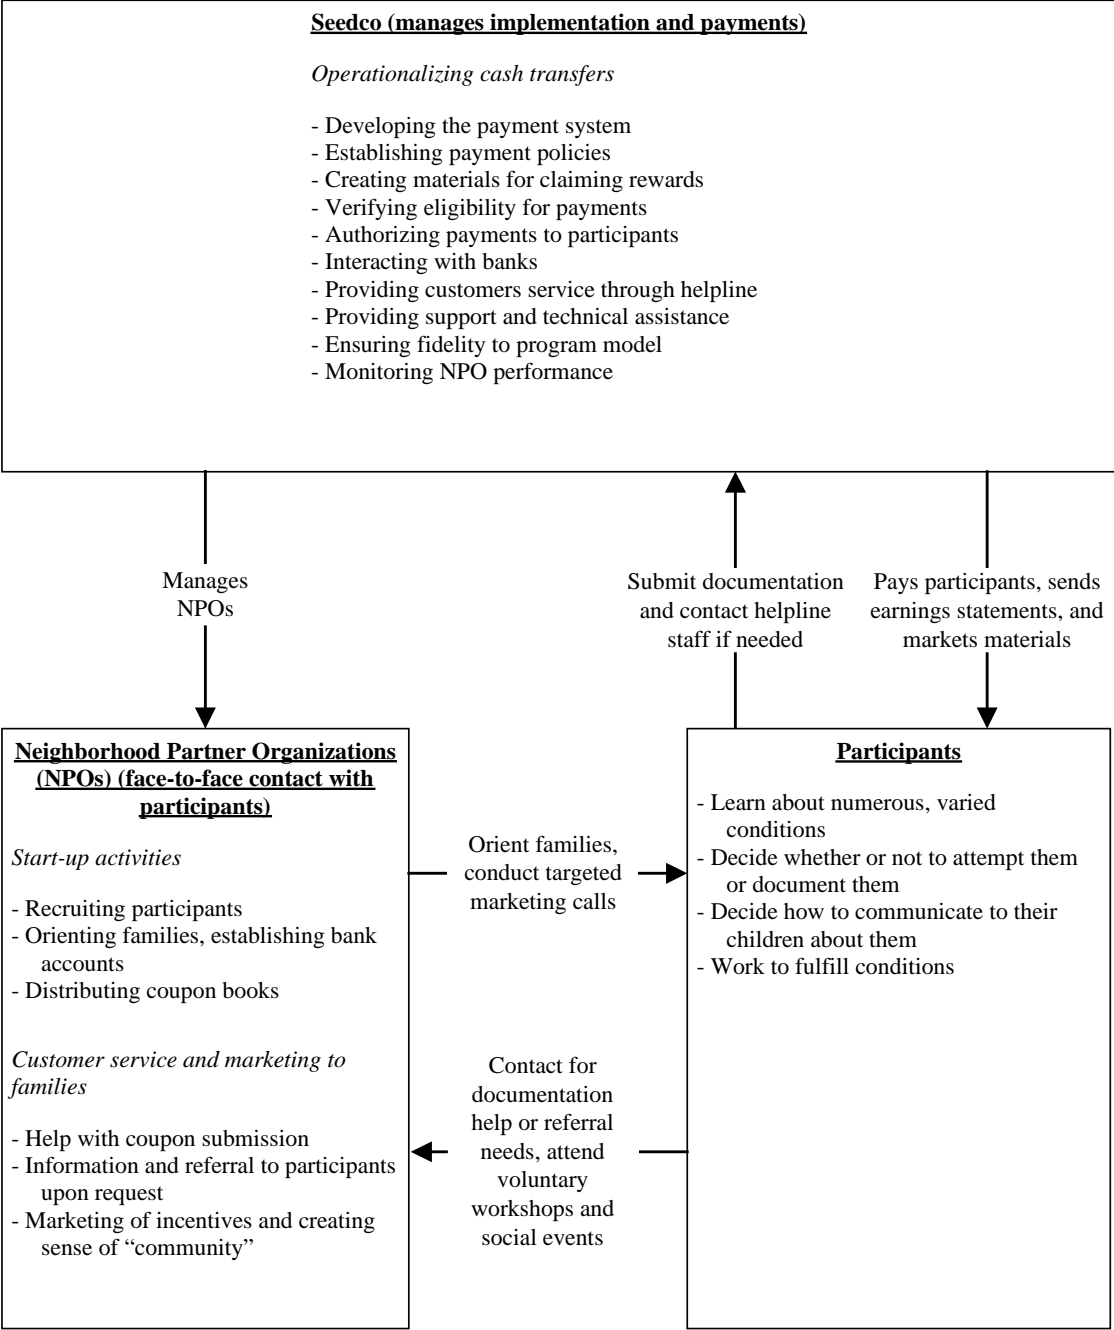 Seedco (manages implementation and payments)
Operationalizing cash transfers
- Developing the payment system
- Establishing payment policies
- Creating materials for claiming rewards
- Verifying eligibility for payments
- Authorizing payments to participants
- Interacting with banks
- Providing customers service through helpline
- Providing support and technical assistance
- Ensuring fidelity to program model
- Monitoring NPO performance
Manages
NPOs
Submit documentation
and contact helpline
staff if needed
Pays participants, sends
earnings statements, and
markets materials
Neighborhood Partner Organizations
(NPOs) (face-to-face contact with
participants)
Start-up activities
- Recruiting participants
- Orienting families, establishing bank
accounts
- Distributing coupon books
Customer service and marketing to
families
- Help with coupon submission
- Information and referral to participants
upon request
- Marketing of incentives and creating
sense of “community”
Orient families,
conduct targeted
marketing calls
Contact for
documentation
help or referral
needs, attend
voluntary
workshops and
social events
Participants
- Learn about numerous, varied
conditions
- Decide whether or not to attempt them
or document them
- Decide how to communicate to their
children about them
- Work to fulfill conditions